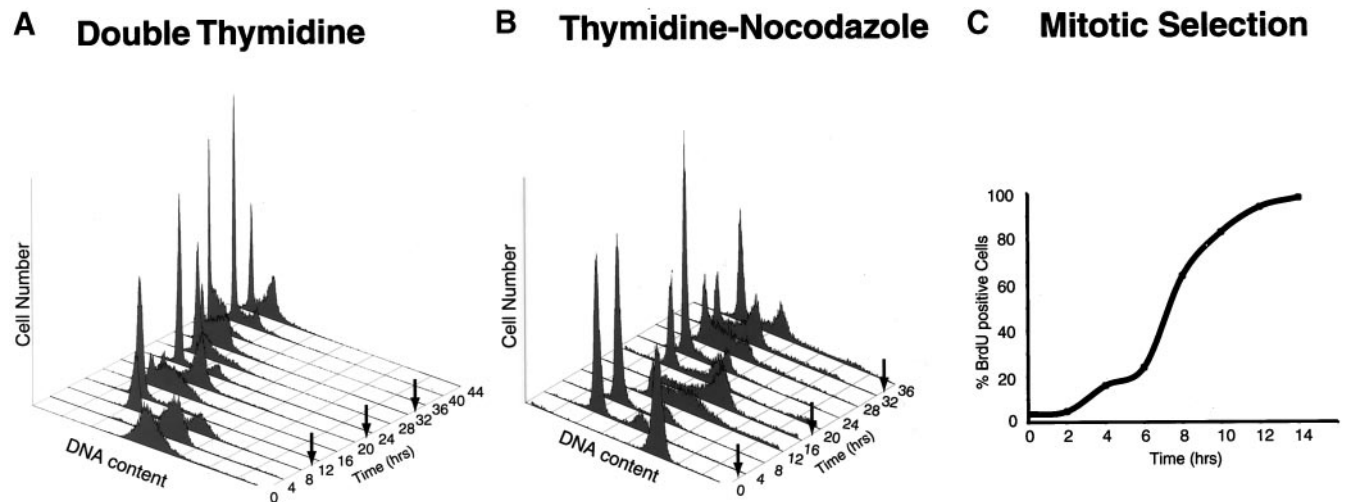 A Double Thymidine
Cell Number
DNA content
0 4 8 12 16 20 24 28 32 36 40 44
Time (hrs)
B Thymidine-Nocodazole
Cell Number
DNA content
0 4 8 12 16 20 24 28 32 36
Time (hrs)
C Mitotic Selection
% BrdU positive Cells
100
80
60
40
20
0
0 2 4 6 8 10 12 14
Time (hrs)